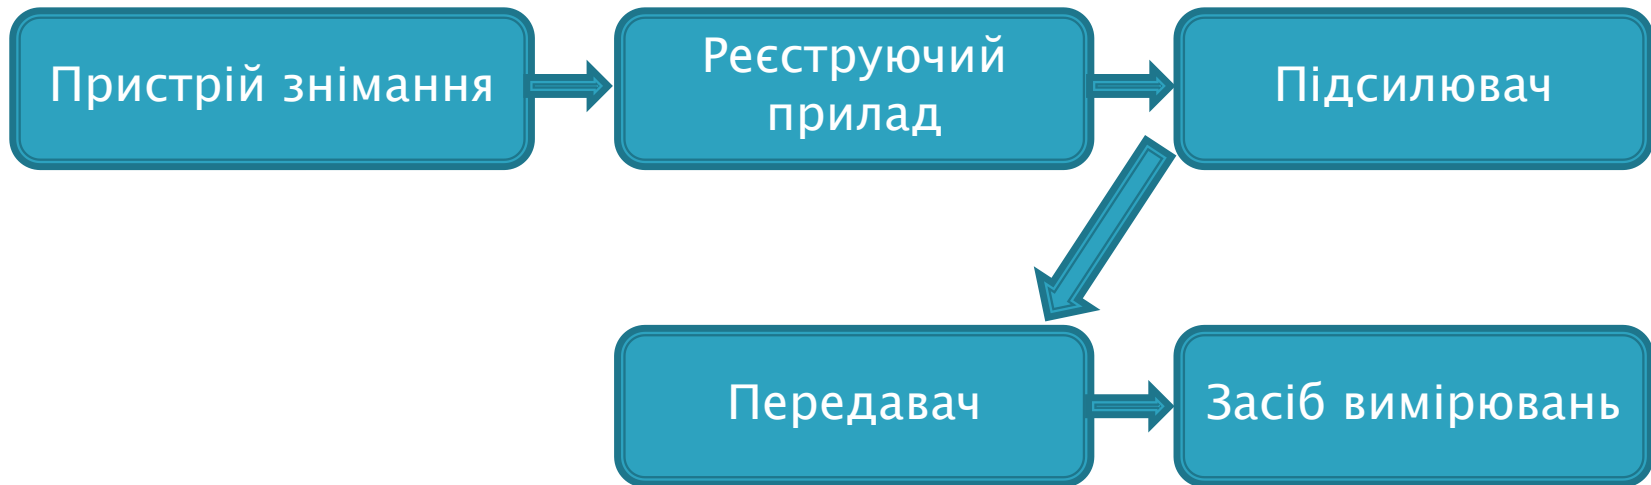 Пристрій знімання
Реєструючий
прилад
Підсилювач
Передавач
Засіб вимірювань